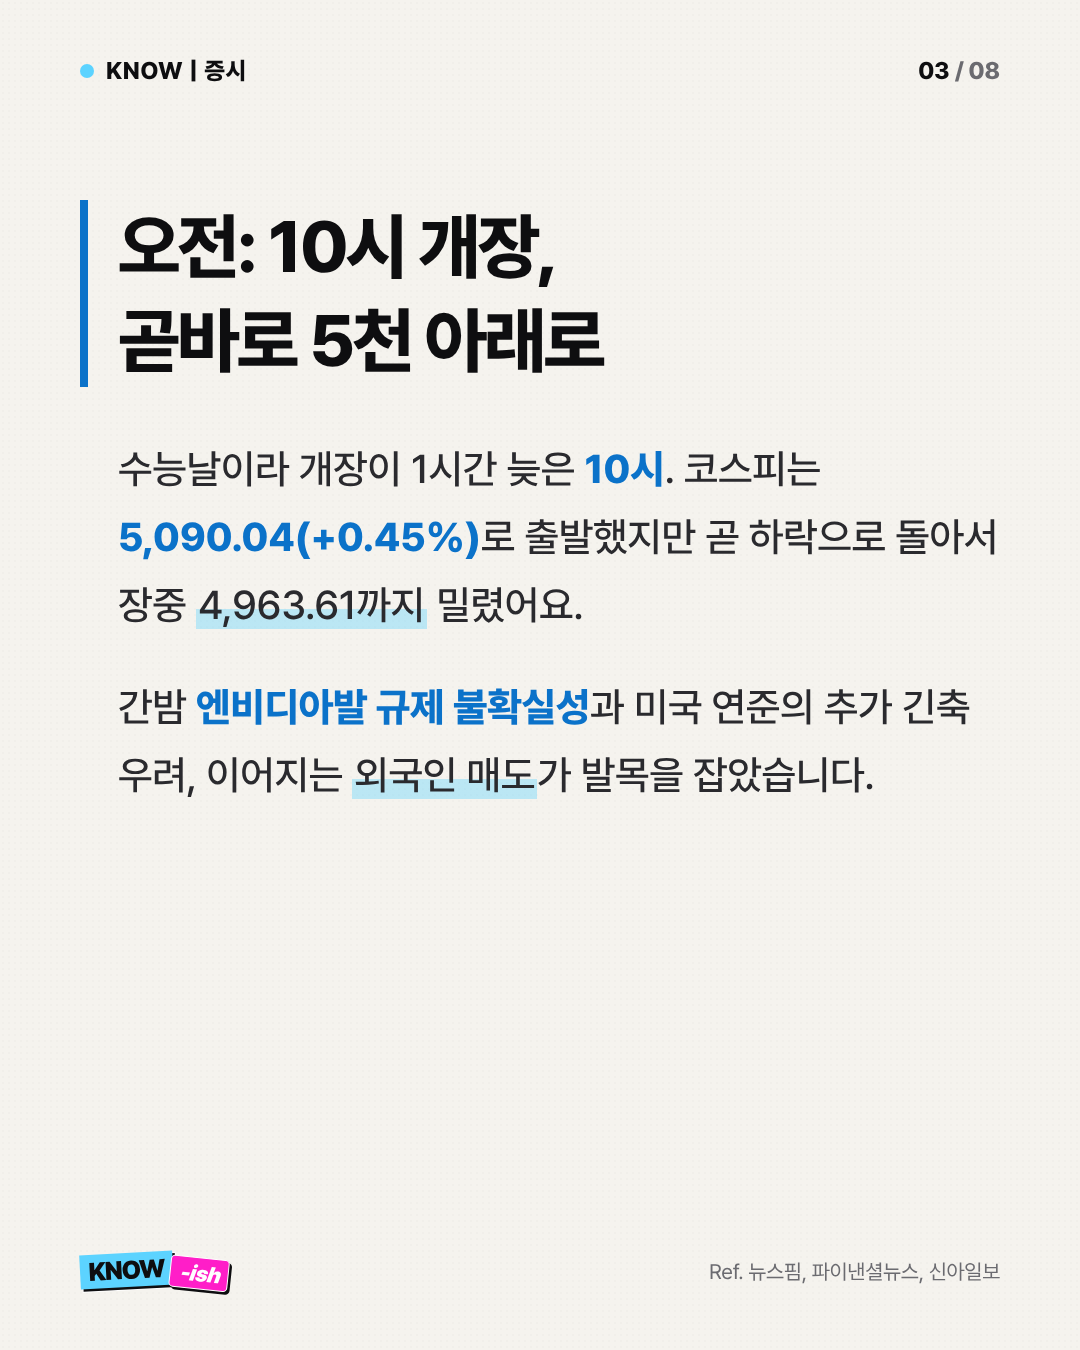 KNOW | 증시
03 / 08
오전: 10시 개장,
곧바로 5천 아래로
수능날이라 개장이 1시간 늦은 10시. 코스피는
5,090.04(+0.45%)로 출발했지만 곧 하락으로 돌아서
장중 4,963.61까지 밀렸어요.
간밤 엔비디아발 규제 불확실성과 미국 연준의 추가 긴축
우려, 이어지는 외국인 매도가 발목을 잡았습니다.
KNOW -ish
Ref. 뉴스핌, 파이낸셜뉴스, 신아일보